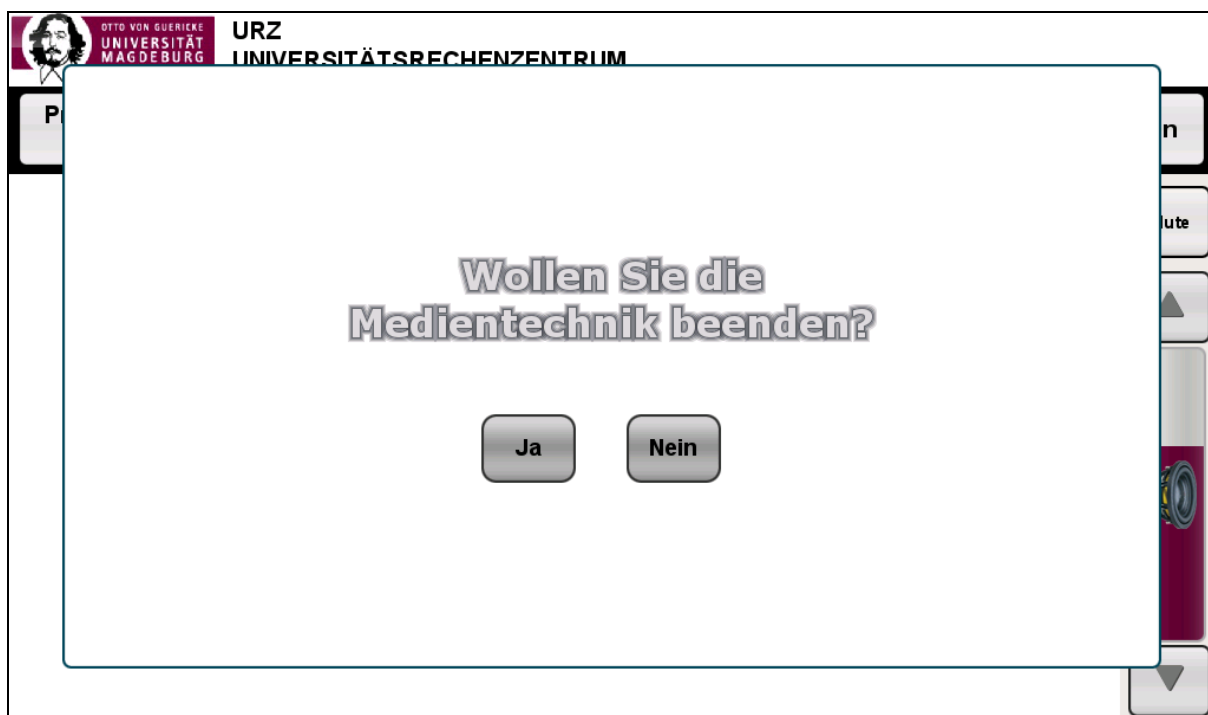 OTTO VON GUERICKE
UNIVERSITÄT
MAGDEBURG
URZ
UNIVERSITÄTSRECHENZENTRUM
Wollen Sie die
Medientechnik beenden?
Ja
Nein